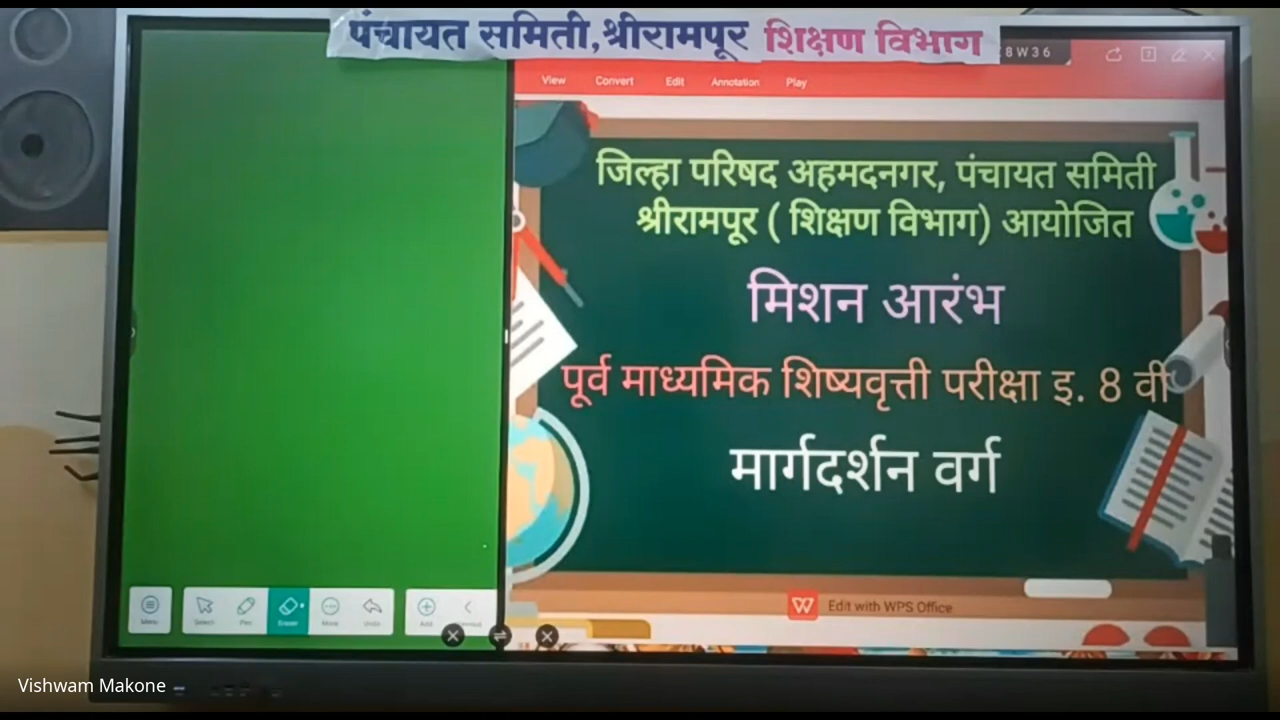 पंचायत समिती,श्रीरामपूर शिक्षण विभाग
8W36
View Convert Edit Annotation Play
जिल्हा परिषद अहमदनगर, पंचायत समिती
श्रीरामपूर ( शिक्षण विभाग) आयोजित
मिशन आरंभ
पूर्व माध्यमिक शिष्यवृत्ती परीक्षा इ. 8 वी
मार्गदर्शन वर्ग
Edit with WPS Office
Menu Select Pen Eraser More Undo Add
Vishwam Makone